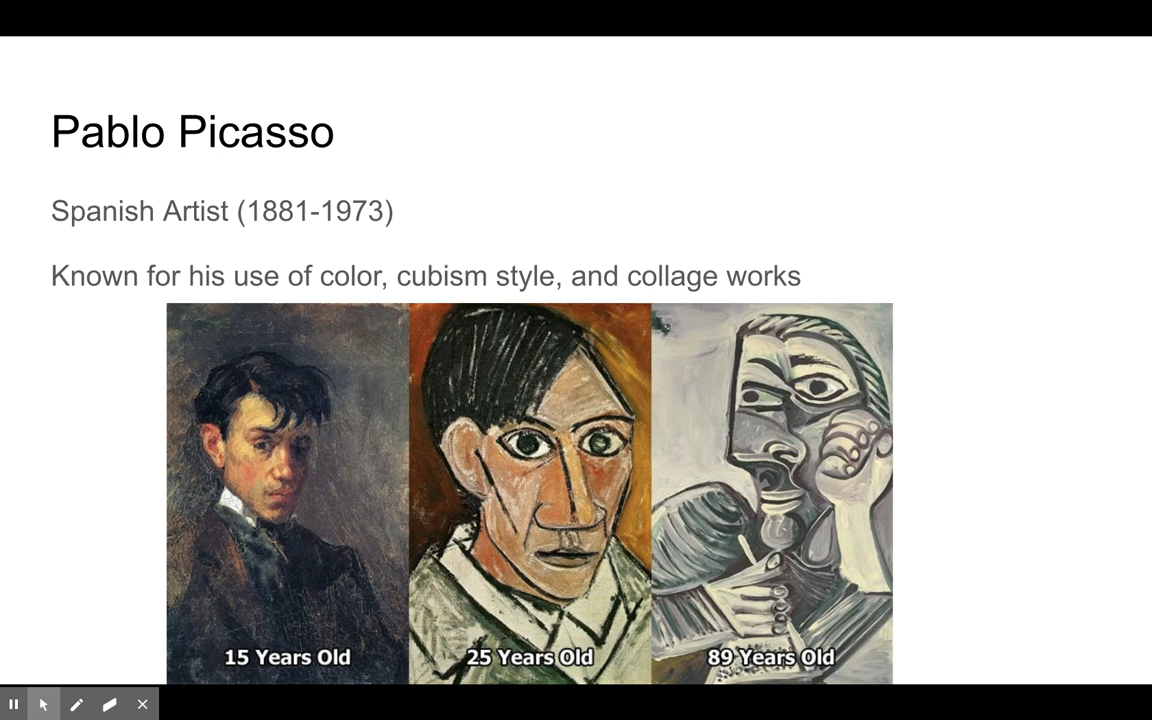 Pablo Picasso
Spanish Artist (1881-1973)
Known for his use of color, cubism style, and collage works
15 Years Old
25 Years Old
89 Years Old